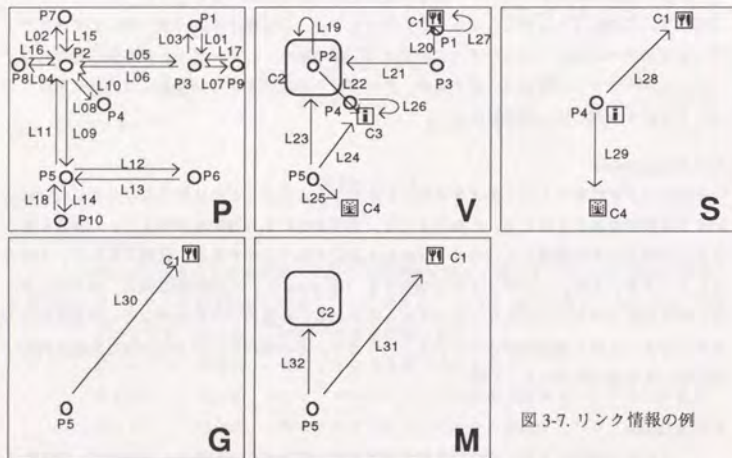 P7
P1
L02
L15
L03
L01
L16
P2
L05
L17
P8
L04
L06
P3
L07
P9
L10
L08
P4
L11
L09
P5
L12
P6
L13
L18
L14
P10
P
L19
C1
L27
L20
P1
P2
L21
P3
C2
L22
P4
L26
C3
L23
L24
P5
L25
C4
V
C1
L28
P4
L29
C4
S
C1
L30
P5
G
C1
C2
L32
L31
P5
M
図 3-7. リンク情報の例